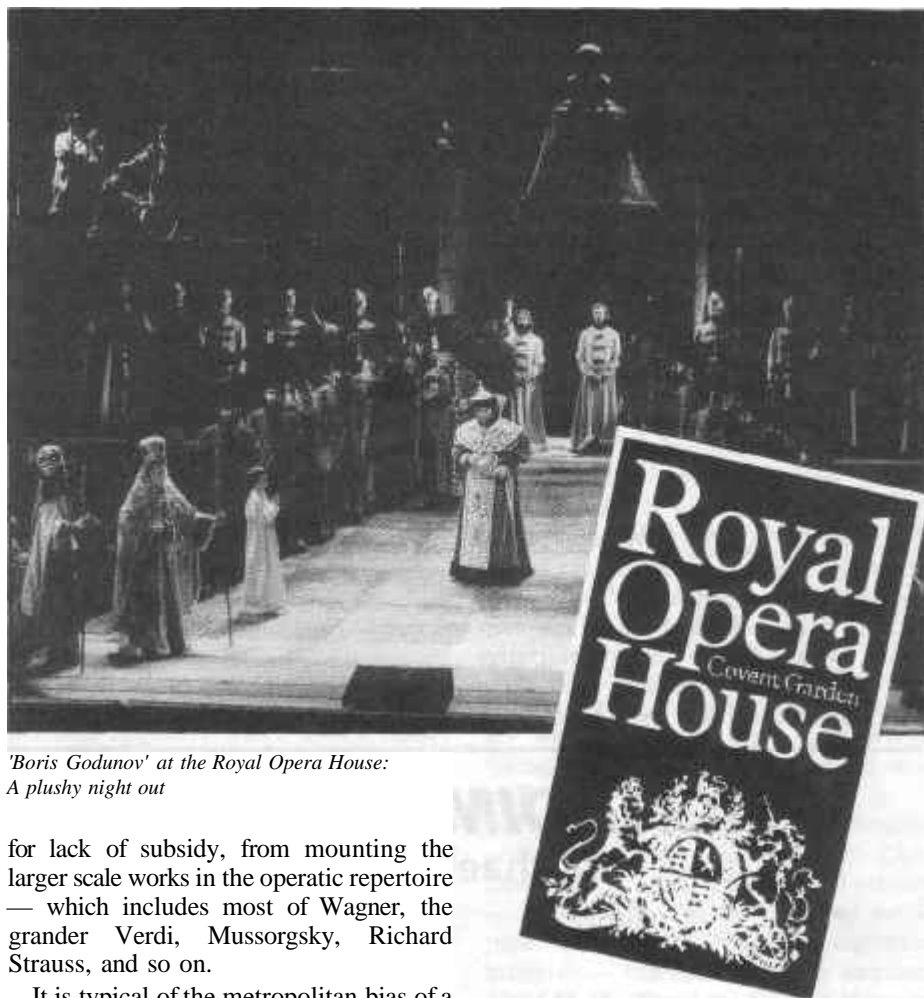 Royal
Opera
Covent Garden
House
'Boris Godunov' at the Royal Opera House:
A plushy night out
for lack of subsidy, from mounting the
larger scale works in the operatic repertoire
— which includes most of Wagner, the
grander Verdi, Mussorgsky, Richard
Strauss, and so on.
It is typical of the metropolitan bias of a